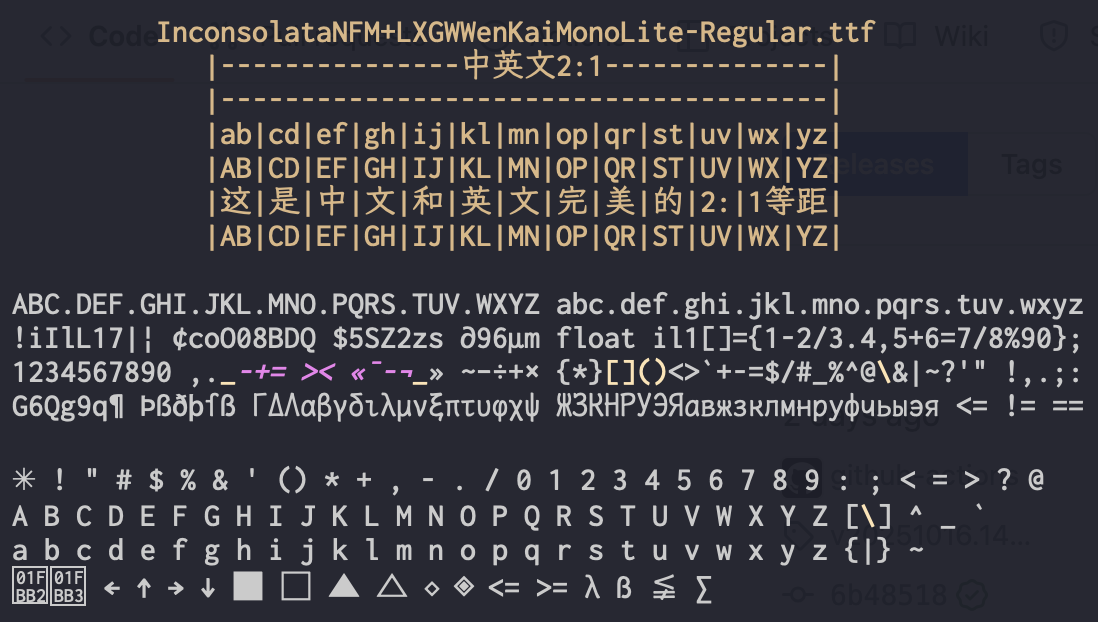 InconsolataNFM+LXGWWenKaiMonoLite-Regular.ttf
|---------------中英文2:1--------------|
|--------------------------------------|
|ab|cd|ef|gh|ij|kl|mn|op|qr|st|uv|wx|yz|
|AB|CD|EF|GH|IJ|KL|MN|OP|QR|ST|UV|WX|YZ|
|这|是|中|文|和|英|文|完|美|的|2:|1等距|
|AB|CD|EF|GH|IJ|KL|MN|OP|QR|ST|UV|WX|YZ|
ABC.DEF.GHI.JKL.MNO.PQRS.TUV.WXYZ abc.def.ghi.jkl.mno.pqrs.tuv.wxyz
!iIlL17|| ¢coO08BDQ $5SZ2zs ∂96µm float il1[]={1-2/3.4,5+6=7/8%90};
1234567890 ,._-+= >< «¯-¬_» ~−÷+× {*}[]()<>`+-=$/#_%^@\&|~?'" !,.;:
G6Qg9q¶ Þßðþſß ΓΔΛαβγδιλμνξπτυφχψ ЖЗКНРУЭЯавжзклмнруфчьыэя <= != ==
✳ ! " # $ % & ' () * + , - . / 0 1 2 3 4 5 6 7 8 9 : ; < = > ? @
A B C D E F G H I J K L M N O P Q R S T U V W X Y Z [\] ^ _ `
a b c d e f g h i j k l m n o p q r s t u v w x y z {|} ~
01FBB2 01FBB3 ← ↑ → ↓ ■ □ ▲ △ ◇ ◈ <= >= λ ß ≨ ∑
Code
Wiki
Releases
Tags
2 days ago
github-actions
6b48518